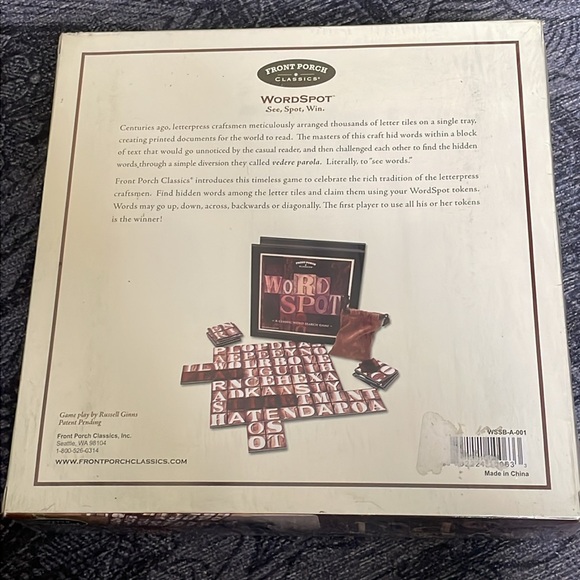 FRONT PORCH
CLASSICS®
WORDSPOT™
See, Spot, Win.
Centuries ago, letterpress craftsmen meticulously arranged thousands of letter tiles on a single tray,
creating printed documents for the world to read. The masters of this craft hid words within a block
of text that would go unnoticed by the casual reader, and then challenged each other to find the hidden
words through a simple diversion they called vedere parola. Literally, to "see words."
Front Porch Classics® introduces this timeless game to celebrate the rich tradition of the letterpress
craftsmen. Find hidden words among the letter tiles and claim them using your WordSpot tokens.
Words may go up, down, across, backwards or diagonally. The first player to use all his or her tokens
is the winner!
FRONT PORCH
WORD
SPOT
Game play by Russell Ginns
Patent Pending
Front Porch Classics, Inc.
Seattle, WA 98104
1-800-526-6314
WWW.FRONTPORCHCLASSICS.COM
WSSB-A-001
Made in China